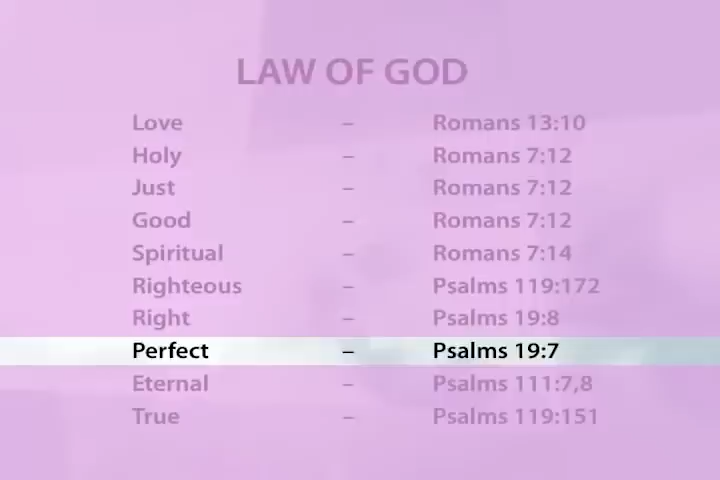 LAW OF GOD
Love – Romans 13:10
Holy – Romans 7:12
Just – Romans 7:12
Good – Romans 7:12
Spiritual – Romans 7:14
Righteous – Psalms 119:172
Right – Psalms 19:8
Perfect – Psalms 19:7
Eternal – Psalms 111:7,8
True – Psalms 119:151